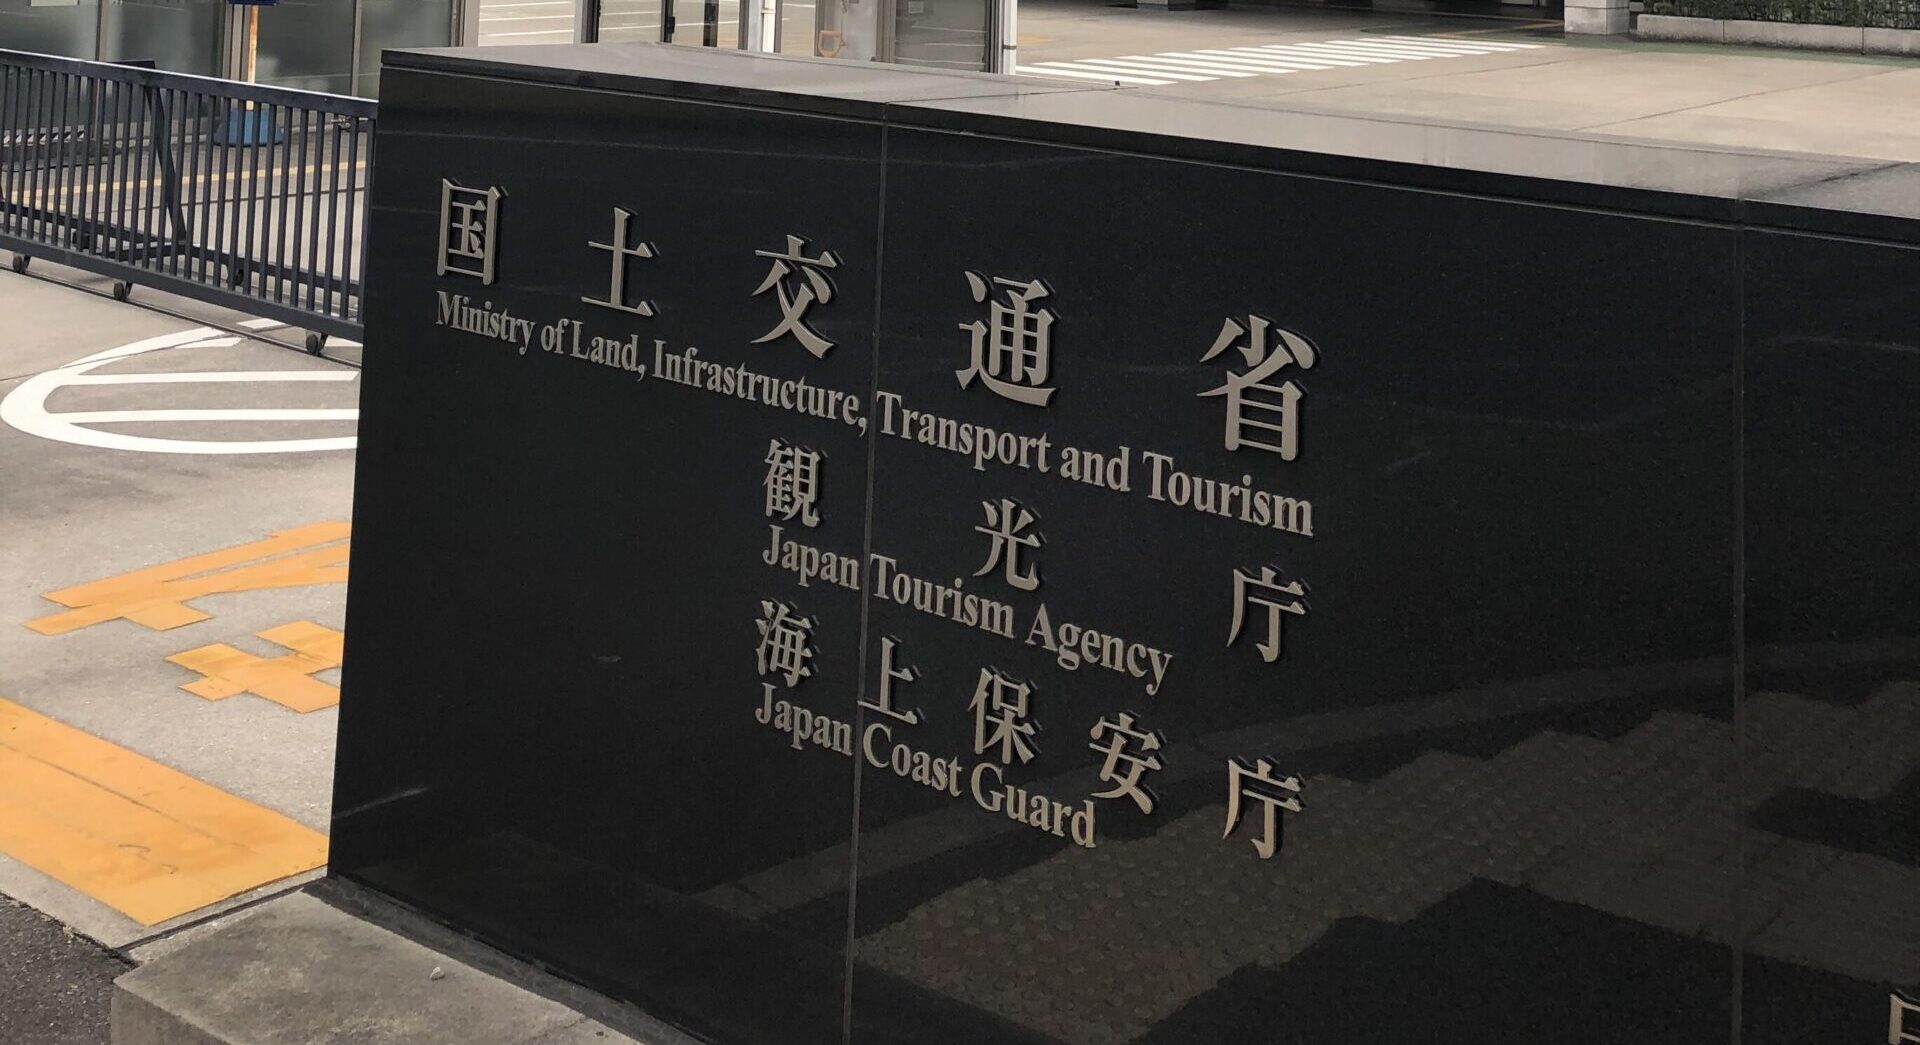 国土交通省
Ministry of Land, Infrastructure, Transport and Tourism
観光庁
Japan Tourism Agency
海上保安庁
Japan Coast Guard